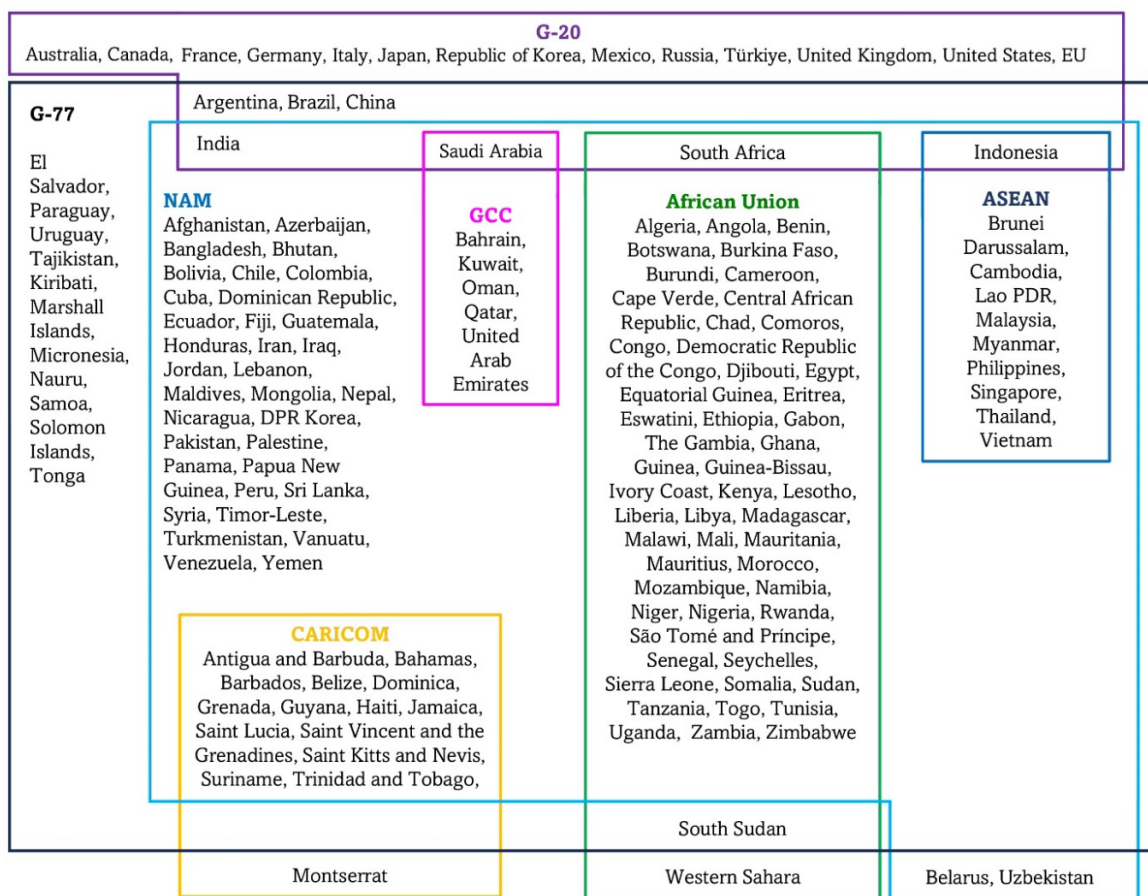 G-20
Australia, Canada, France, Germany, Italy, Japan, Republic of Korea, Mexico, Russia, Türkiye, United Kingdom, United States, EU
G-77
El
Salvador,
Paraguay,
Uruguay,
Tajikistan,
Kiribati,
Marshall
Islands,
Micronesia,
Nauru,
Samoa,
Solomon
Islands,
Tonga
Argentina, Brazil, China
India
NAM
Afghanistan, Azerbaijan,
Bangladesh, Bhutan,
Bolivia, Chile, Colombia,
Cuba, Dominican Republic,
Ecuador, Fiji, Guatemala,
Honduras, Iran, Iraq,
Jordan, Lebanon,
Maldives, Mongolia, Nepal,
Nicaragua, DPR Korea,
Pakistan, Palestine,
Panama, Papua New
Guinea, Peru, Sri Lanka,
Syria, Timor-Leste,
Turkmenistan, Vanuatu,
Venezuela, Yemen
Saudi Arabia
GCC
Bahrain,
Kuwait,
Oman,
Qatar,
United
Arab
Emirates
South Africa
African Union
Algeria, Angola, Benin,
Botswana, Burkina Faso,
Burundi, Cameroon,
Cape Verde, Central African
Republic, Chad, Comoros,
Congo, Democratic Republic
of the Congo, Djibouti, Egypt,
Equatorial Guinea, Eritrea,
Eswatini, Ethiopia, Gabon,
The Gambia, Ghana,
Guinea, Guinea-Bissau,
Ivory Coast, Kenya, Lesotho,
Liberia, Libya, Madagascar,
Malawi, Mali, Mauritania,
Mauritius, Morocco,
Mozambique, Namibia,
Niger, Nigeria, Rwanda,
São Tomé and Príncipe,
Senegal, Seychelles,
Sierra Leone, Somalia, Sudan,
Tanzania, Togo, Tunisia,
Uganda, Zambia, Zimbabwe
Indonesia
ASEAN
Brunei
Darussalam,
Cambodia,
Lao PDR,
Malaysia,
Myanmar,
Philippines,
Singapore,
Thailand,
Vietnam
CARICOM
Antigua and Barbuda, Bahamas,
Barbados, Belize, Dominica,
Grenada, Guyana, Haiti, Jamaica,
Saint Lucia, Saint Vincent and the
Grenadines, Saint Kitts and Nevis,
Suriname, Trinidad and Tobago,
South Sudan
Montserrat
Western Sahara
Belarus, Uzbekistan